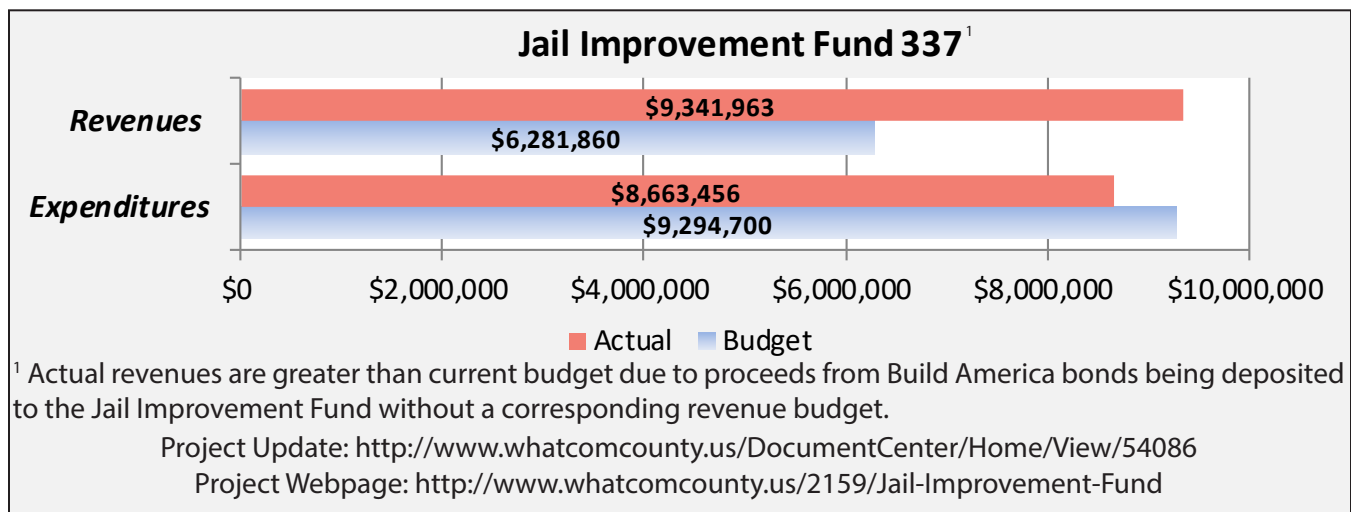 Jail Improvement Fund 337 1
Revenues
$9,341,963
$6,281,860
Expenditures
$8,663,456
$9,294,700
$0 $2,000,000 $4,000,000 $6,000,000 $8,000,000 $10,000,000
Actual Budget
1 Actual revenues are greater than current budget due to proceeds from Build America bonds being deposited
to the Jail Improvement Fund without a corresponding revenue budget.
Project Update: http://www.whatcomcounty.us/DocumentCenter/Home/View/54086
Project Webpage: http://www.whatcomcounty.us/2159/Jail-Improvement-Fund